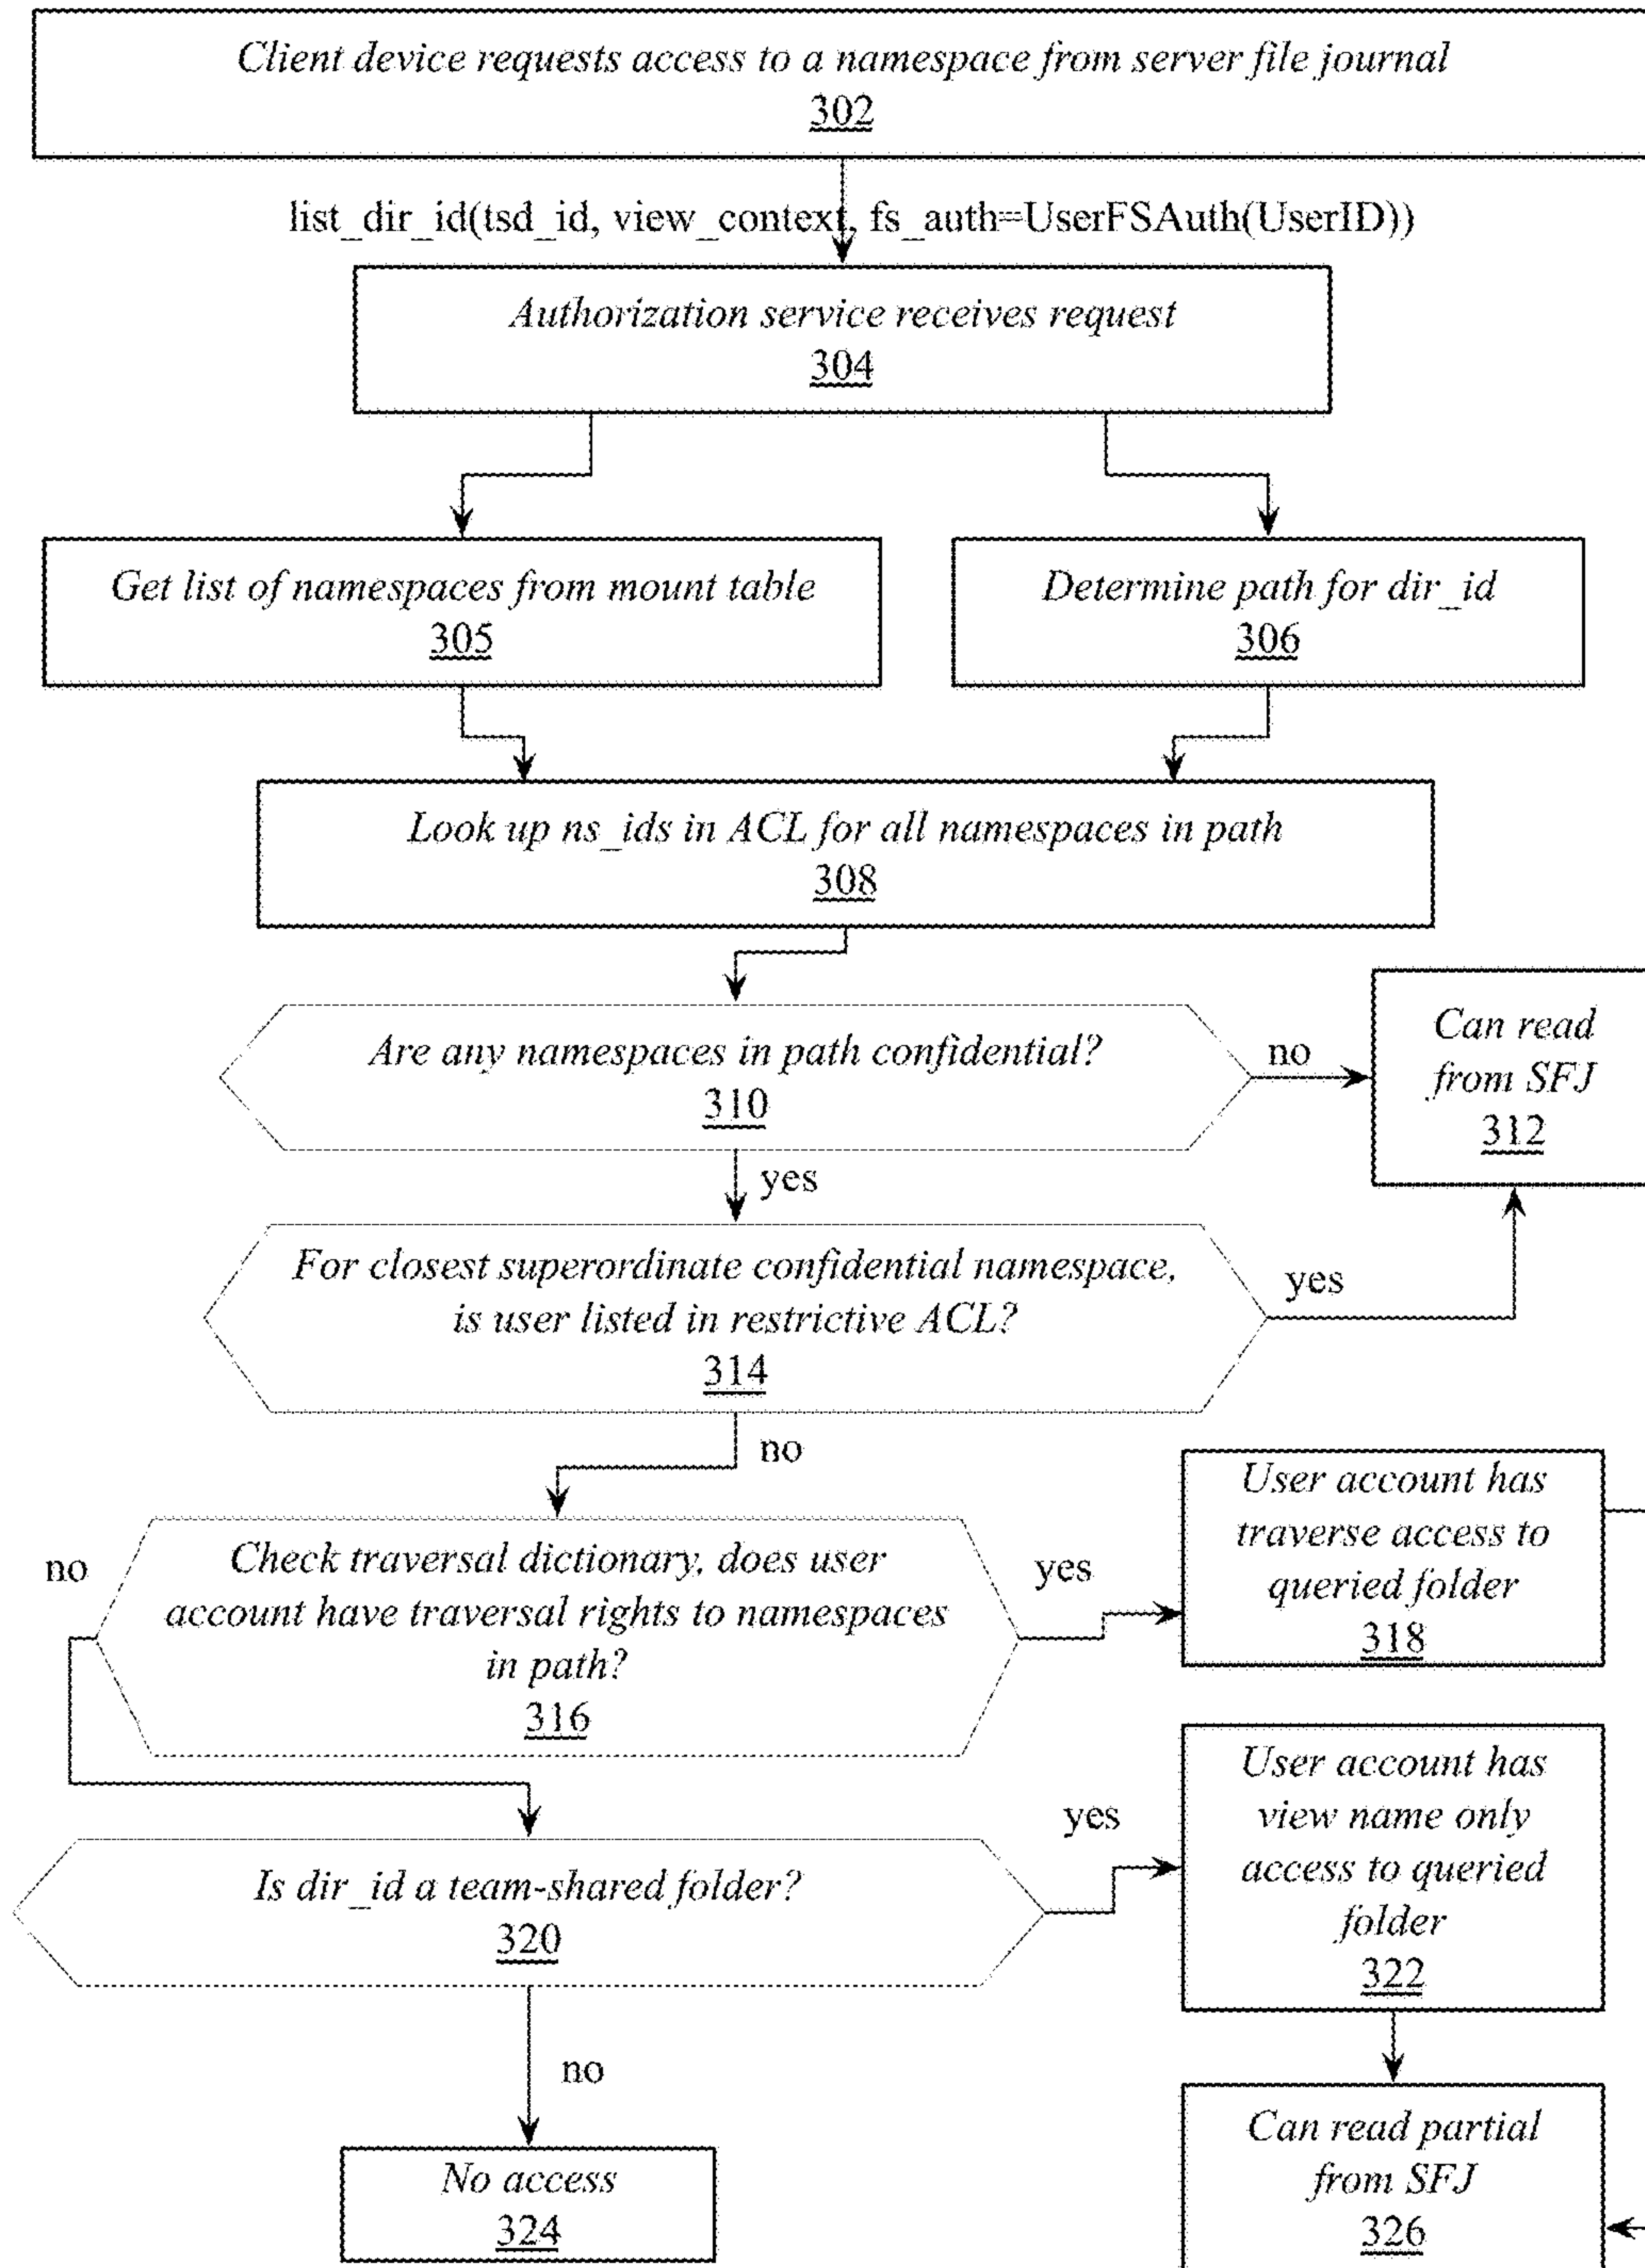 Client device requests access to a namespace from server file journal
302
list_dir_id(tsd_id, view_context, fs_auth=UserFSAuth(UserID))
Authorization service receives request
304
Get list of namespaces from mount table
305
Determine path for dir_id
306
Look up ns_ids in ACL for all namespaces in path
308
Are any namespaces in path confidential?
310
no
Can read
from SFJ
312
yes
For closest superordinate confidential namespace,
is user listed in restrictive ACL?
314
yes
no
no
Check traversal dictionary, does user
account have traversal rights to namespaces
in path?
316
yes
User account has
traverse access to
queried folder
318
Is dir_id a team-shared folder?
320
yes
User account has
view name only
access to queried
folder
322
no
No access
324
Can read partial
from SFJ
326